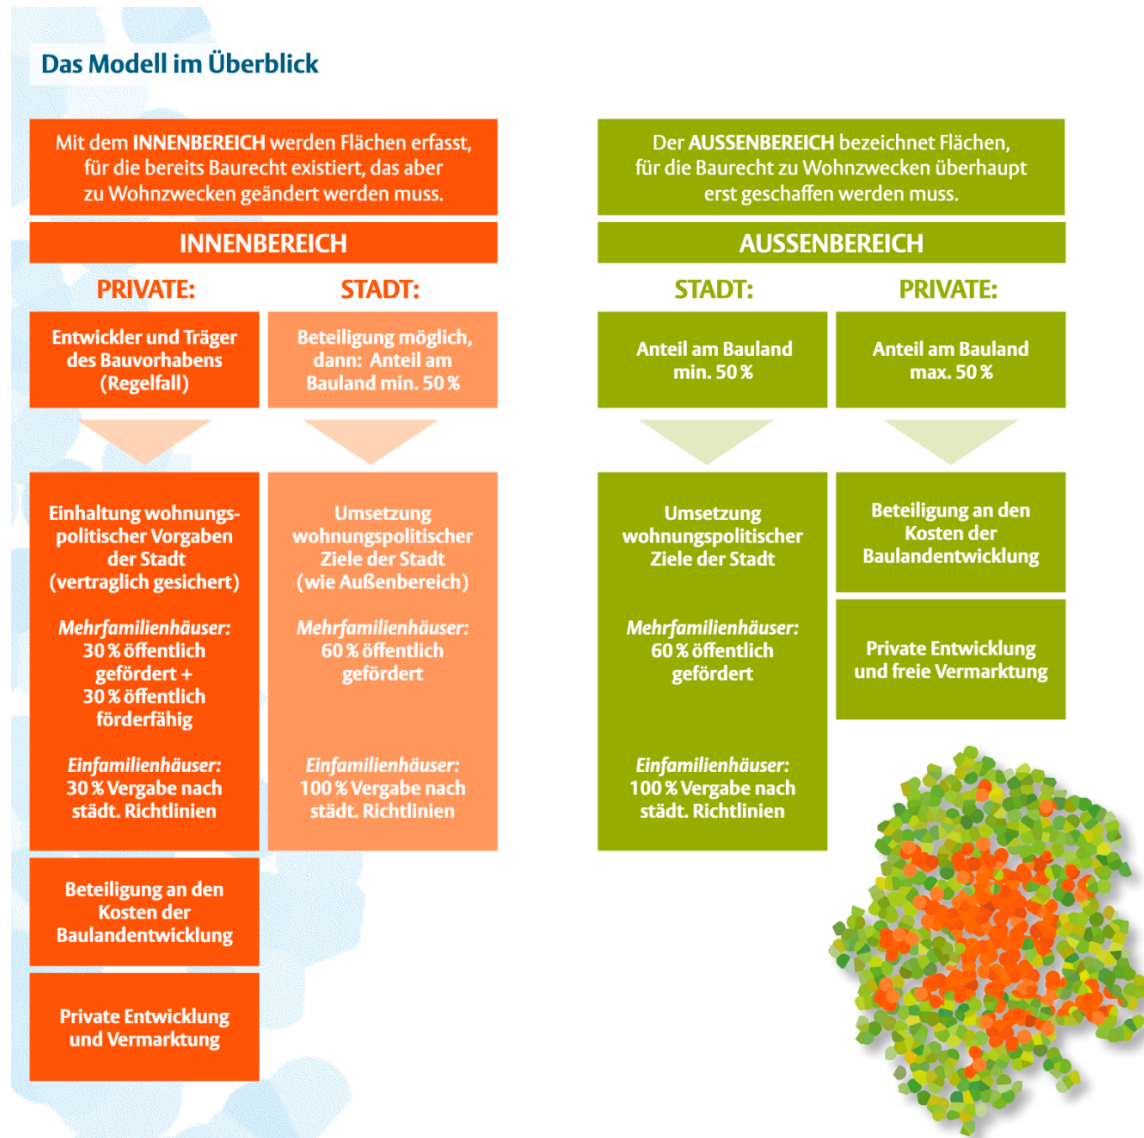 Das Modell im Überblick
Mit dem INNENBEREICH werden Flächen erfasst,
für die bereits Baurecht existiert, das aber
zu Wohnzwecken geändert werden muss.
INNENBEREICH
PRIVATE:
Entwickler und Träger
des Bauvorhabens
(Regelfall)
Einhaltung wohnungs-
politischer Vorgaben
der Stadt
(vertraglich gesichert)
Mehrfamilienhäuser:
30 % öffentlich
gefördert +
30 % öffentlich
förderfähig
Einfamilienhäuser:
30 % Vergabe nach
städt. Richtlinien
Beteiligung an den
Kosten der
Baulandentwicklung
Private Entwicklung
und Vermarktung
STADT:
Beteiligung möglich,
dann: Anteil am
Bauland min. 50 %
Umsetzung
wohnungspolitischer
Ziele der Stadt
(wie Außenbereich)
Mehrfamilienhäuser:
60 % öffentlich
gefördert
Einfamilienhäuser:
100 % Vergabe nach
städt. Richtlinien
Der AUSSENBEREICH bezeichnet Flächen,
für die Baurecht zu Wohnzwecken überhaupt
erst geschaffen werden muss.
AUSSENBEREICH
STADT:
Anteil am Bauland
min. 50 %
Umsetzung
wohnungspolitischer
Ziele der Stadt
Mehrfamilienhäuser:
60 % öffentlich
gefördert
Einfamilienhäuser:
100 % Vergabe nach
städt. Richtlinien
PRIVATE:
Anteil am Bauland
max. 50 %
Beteiligung an den
Kosten der
Baulandentwicklung
Private Entwicklung
und freie Vermarktung